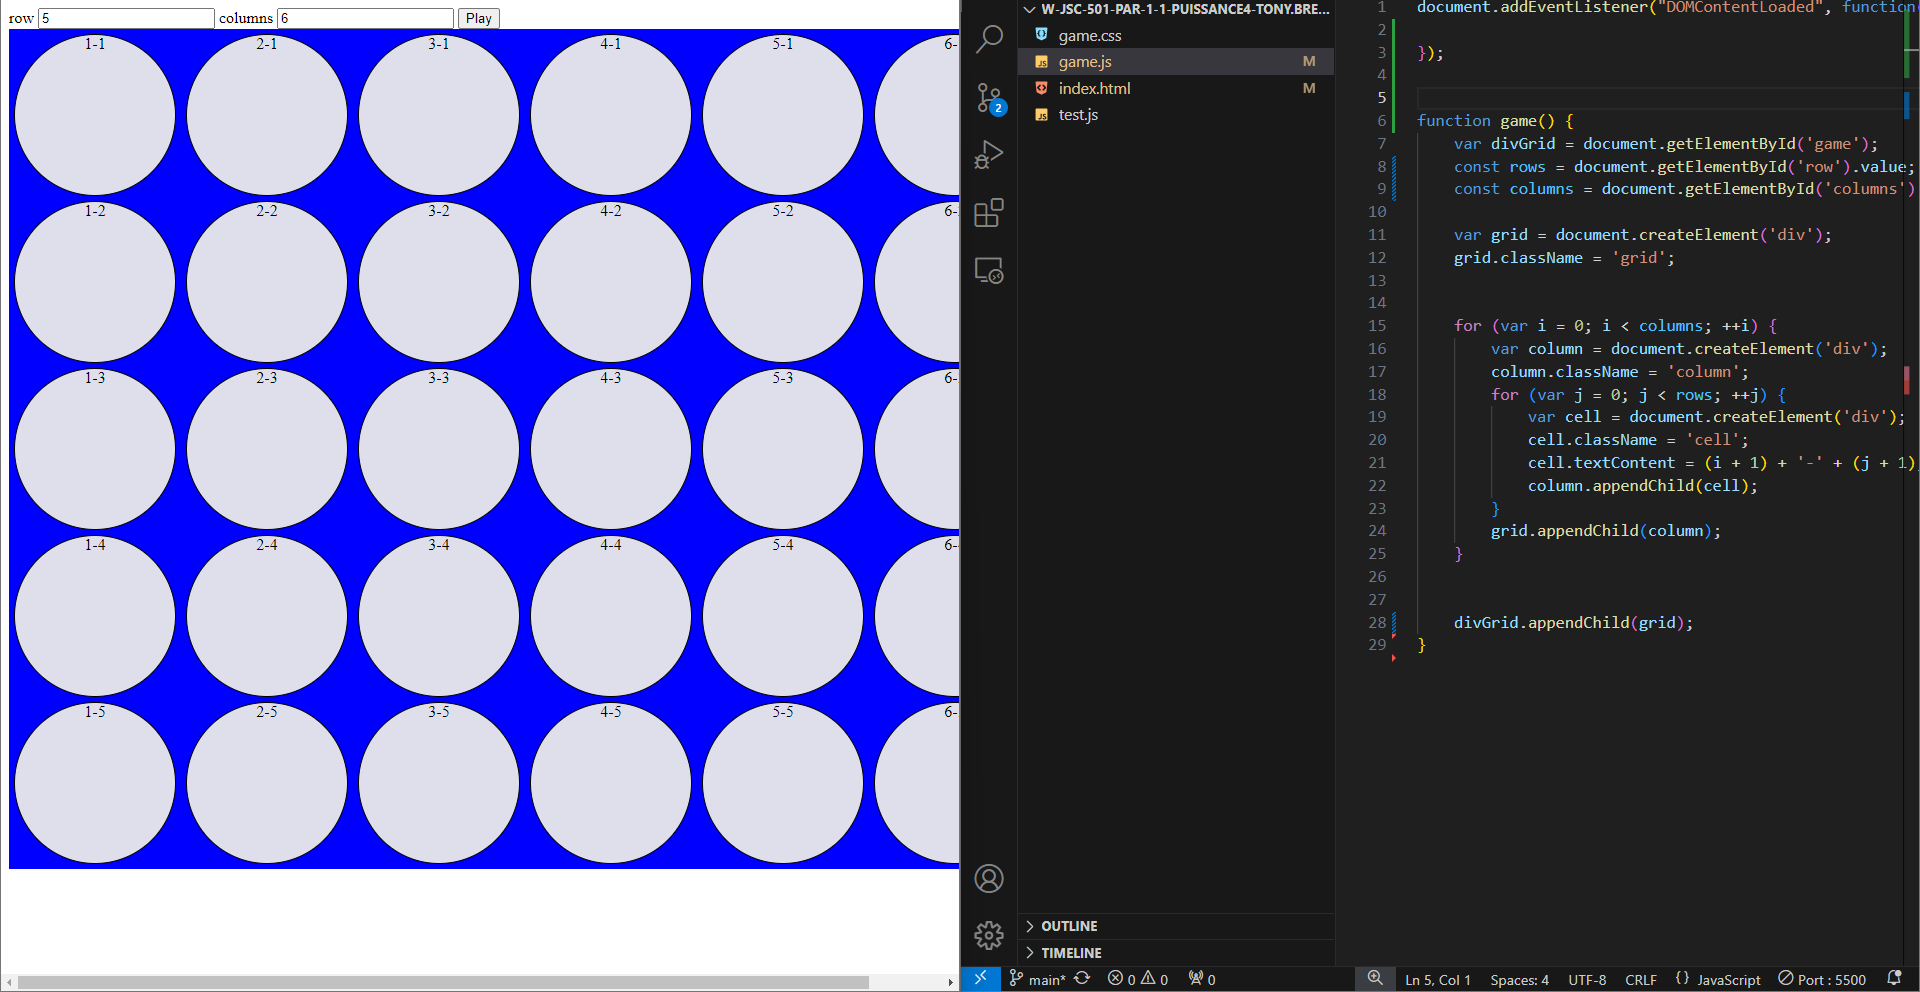 row 5 columns 6 Play
1-1 2-1 3-1 4-1 5-1 6-
1-2 2-2 3-2 4-2 5-2 6-
1-3 2-3 3-3 4-3 5-3 6-
1-4 2-4 3-4 4-4 5-4 6-
1-5 2-5 3-5 4-5 5-5 6-
2
W-JSC-501-PAR-1-1-PUISSANCE4-TONY.BRE...
game.css
game.js M
index.html M
test.js
OUTLINE
TIMELINE
1 document.addEventListener("DOMContentLoaded", function(
2
3 });
4
5
6 function game() {
7 var divGrid = document.getElementById('game');
8 const rows = document.getElementById('row').value;
9 const columns = document.getElementById('columns')
10
11 var grid = document.createElement('div');
12 grid.className = 'grid';
13
14
15 for (var i = 0; i < columns; ++i) {
16 var column = document.createElement('div');
17 column.className = 'column';
18 for (var j = 0; j < rows; ++j) {
19 var cell = document.createElement('div');
20 cell.className = 'cell';
21 cell.textContent = (i + 1) + '-' + (j + 1)
22 column.appendChild(cell);
23 }
24 grid.appendChild(column);
25 }
26
27
28 divGrid.appendChild(grid);
29 }
main* 0 0 0 Ln 5, Col 1 Spaces: 4 UTF-8 CRLF {} JavaScript Port : 5500